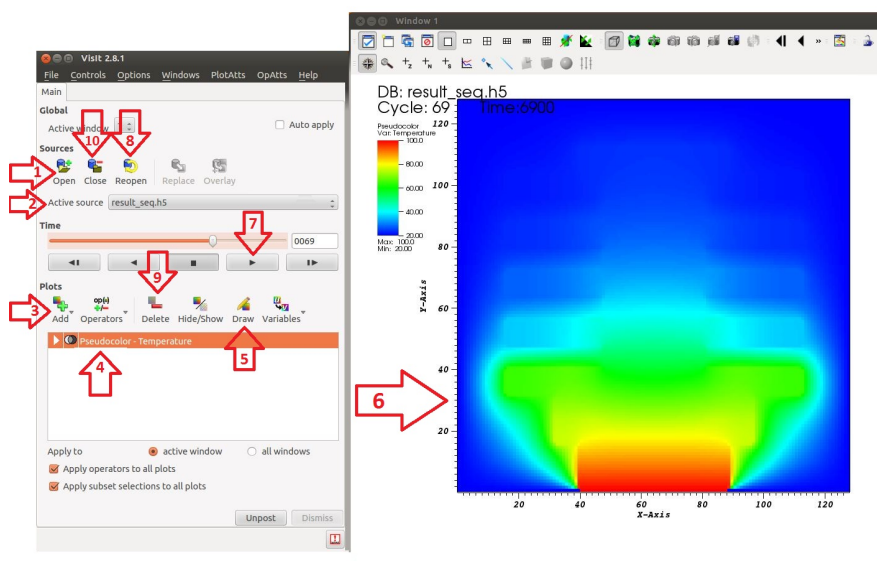 Window 1
VisIt 2.8.1
File Controls Options Windows PlotAtts OpAtts Help
Main
Global
Active window
Auto apply
10
8
Sources
1
Open Close Reopen Replace Overlay
2
Active source result_seq.h5
Time
7
0069
9
Plots
3
op(+)
Add Operators Delete Hide/Show Draw Variables
Pseudocolor - Temperature
4
5
Apply to active window all windows
Apply operators to all plots
Apply subset selections to all plots
Unpost Dismiss
DB: result_seq.h5
Cycle: 69 Time:6900
Pseudocolor
Var: Temperature
100.0
80.00
60.00
40.00
20.00
Max: 100.0
Min: 20.00
120
100
80
60
40
20
Y-Axis
6
20 40 60 80 100 120
X-Axis